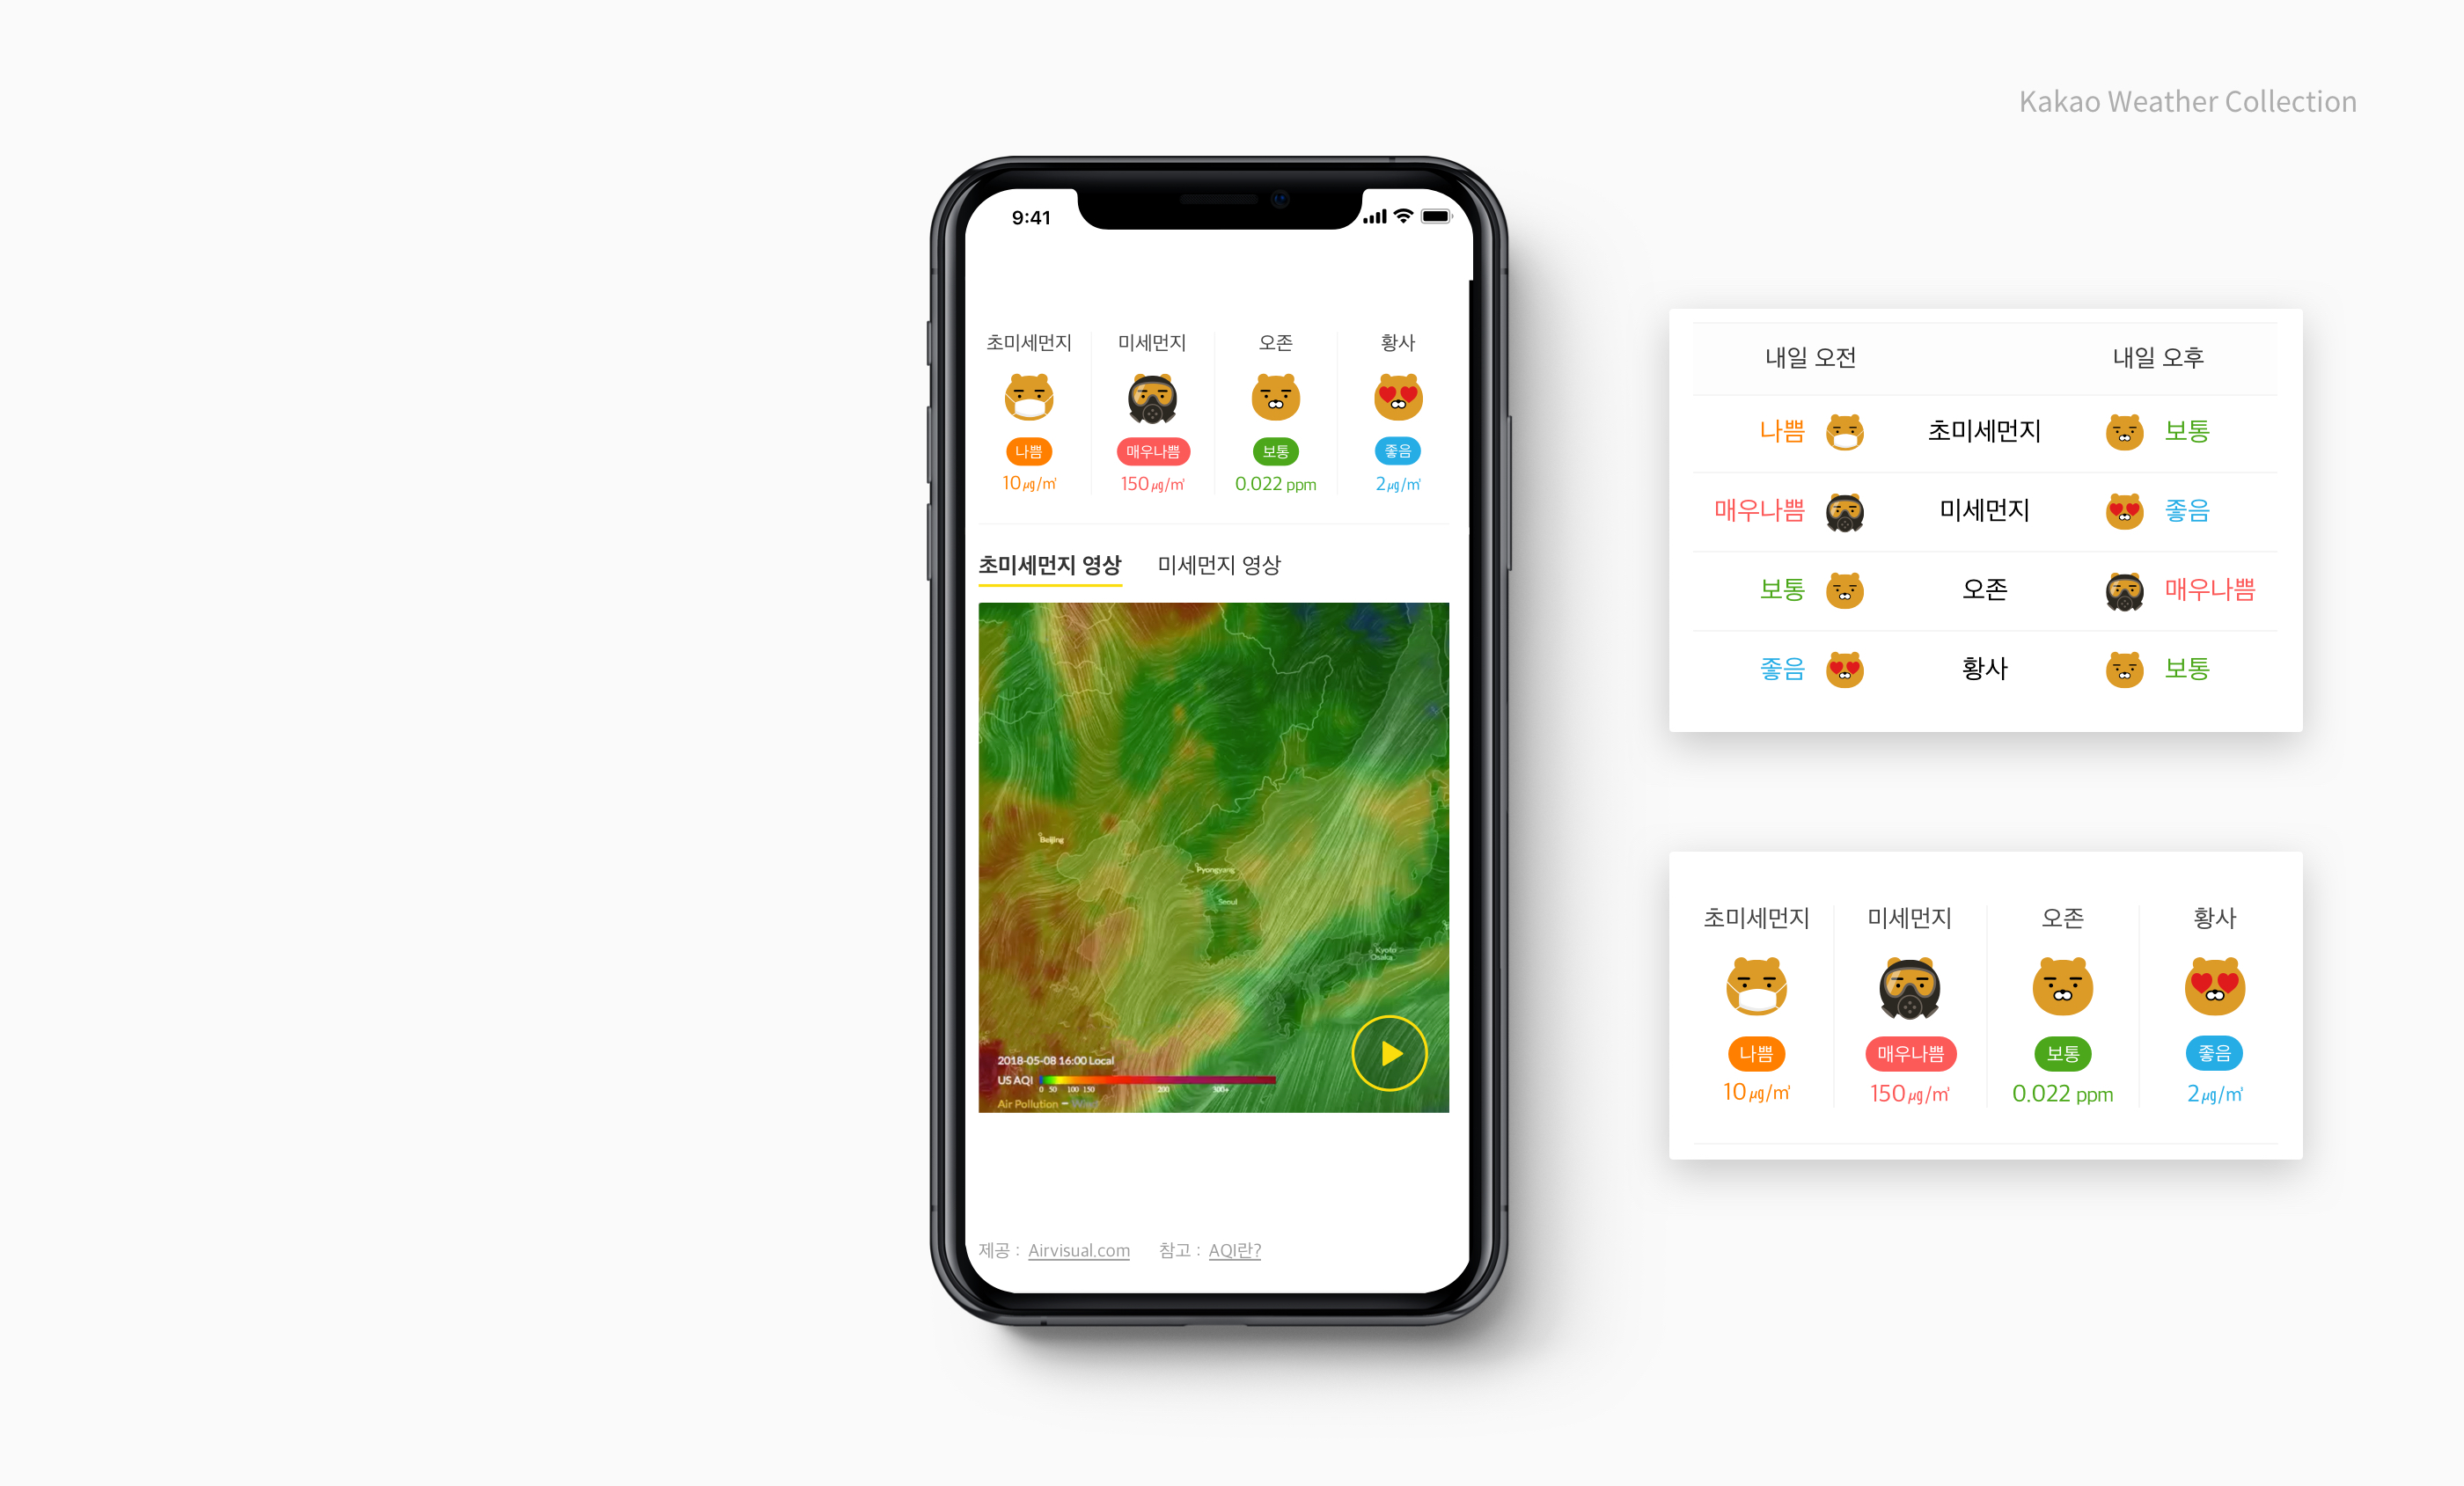 Kakao Weather Collection
9:41
초미세먼지 미세먼지 오존 황사
나쁨 매우나쁨 보통 좋음
10㎍/㎥ 150㎍/㎥ 0.022 ppm 2㎍/㎥
초미세먼지 영상 미세먼지 영상
Beijing
Pyongyang
Seoul
Kyoto
Osaka
2018-05-08 16:00 Local
US AQI
0 50 100 150 200 300+
Air Pollution - Wind
제공 : Airvisual.com 참고 : AQI란?
내일 오전 내일 오후
나쁨 초미세먼지 보통
매우나쁨 미세먼지 좋음
보통 오존 매우나쁨
좋음 황사 보통
초미세먼지 미세먼지 오존 황사
나쁨 매우나쁨 보통 좋음
10㎍/㎥ 150㎍/㎥ 0.022 ppm 2㎍/㎥